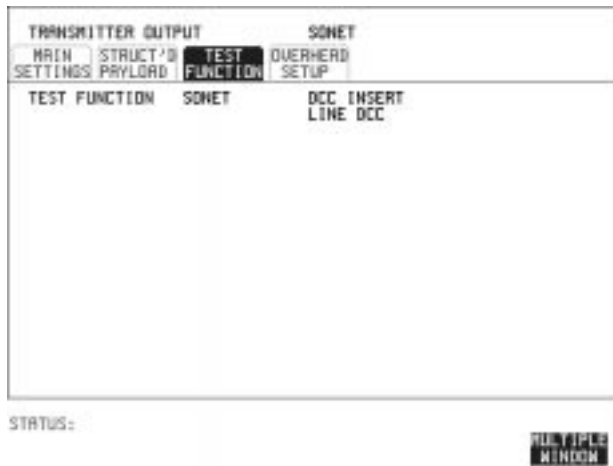 TRANSMITTER OUTPUT SONET
MAIN SETTINGS STRUCT'D PAYLOAD TEST FUNCTION OVERHEAD SETUP
TEST FUNCTION SONET DCC INSERT
LINE DCC
STATUS:
MULTIPLE
WINDOW